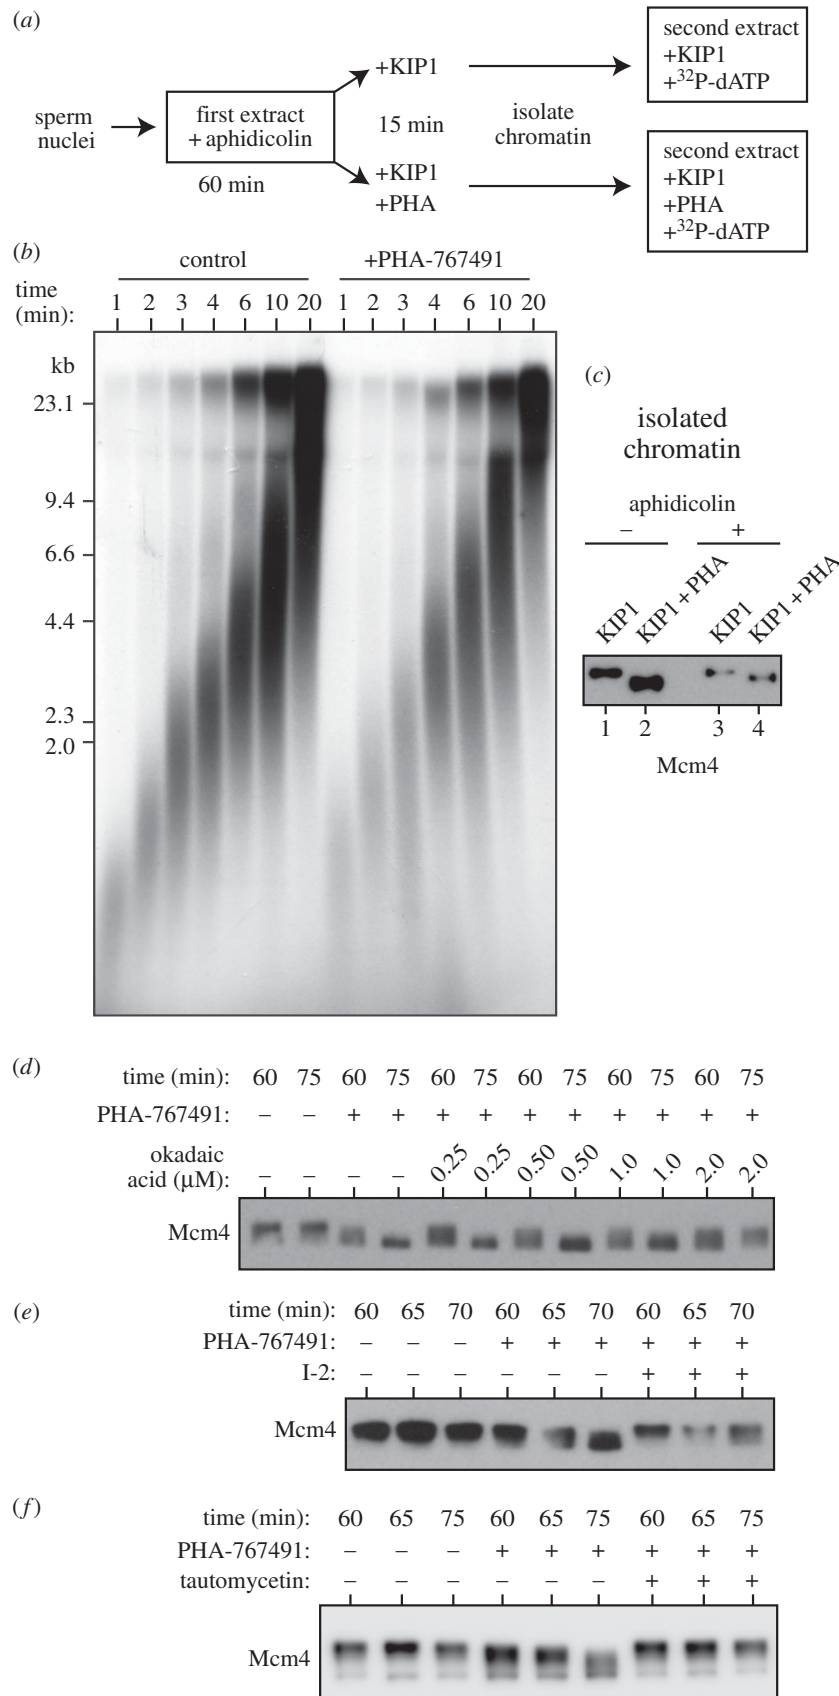 (a)
sperm
nuclei
first extract
+ aphidicolin
60 min
+KIP1
15 min
+KIP1
+PHA
isolate
chromatin
second extract
+KIP1
+32P-dATP
second extract
+KIP1
+PHA
+32P-dATP
(b)
control +PHA-767491
time
(min): 1 2 3 4 6 10 20 1 2 3 4 6 10 20
kb
23.1
9.4
6.6
4.4
2.3
2.0
(c)
isolated
chromatin
aphidicolin
– +
KIP1 KIP1 + PHA KIP1 KIP1 + PHA
1 2 3 4
Mcm4
(d)
time (min): 60 75 60 75 60 75 60 75 60 75 60 75
PHA-767491: – – + + + + + + + + + +
okadaic
acid (µM): – – – – 0.25 0.25 0.50 0.50 1.0 1.0 2.0 2.0
Mcm4
(e)
time (min): 60 65 70 60 65 70 60 65 70
PHA-767491: – – – + + + + + +
I-2: – – – – – – + + +
Mcm4
(f)
time (min): 60 65 75 60 65 75 60 65 75
PHA-767491: – – – + + + + + +
tautomycetin: – – – – – – + + +
Mcm4